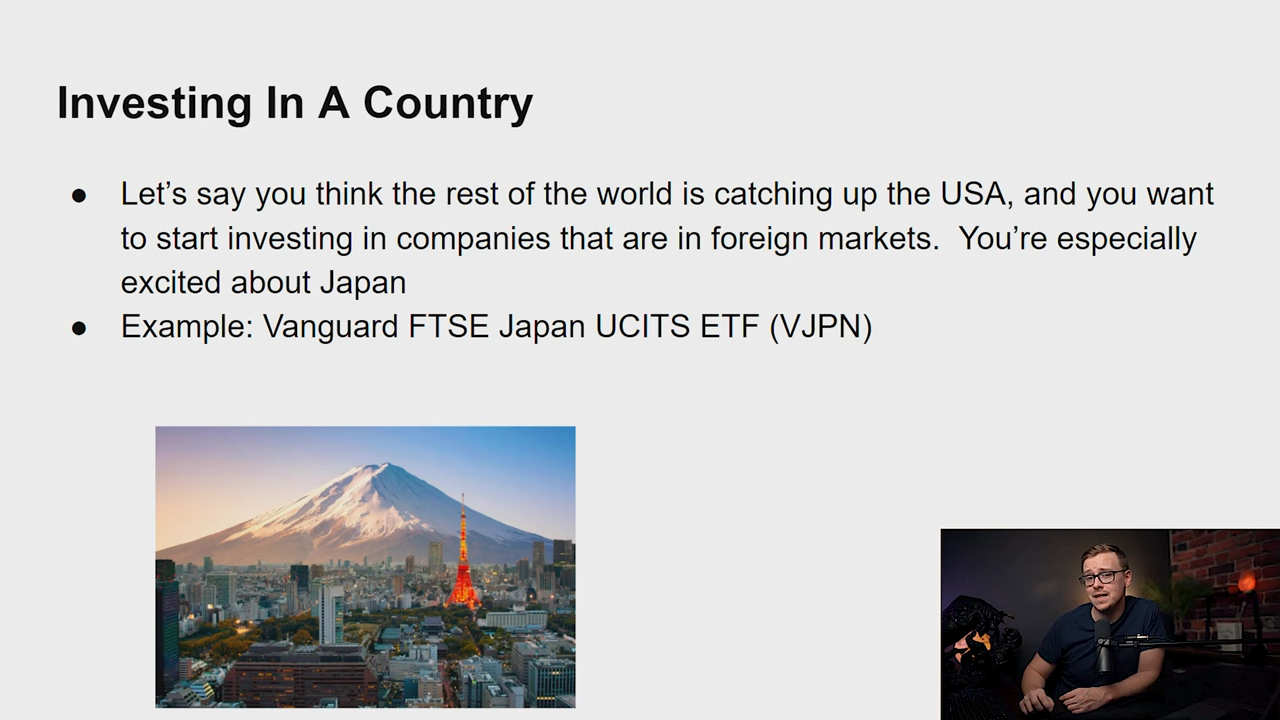 Investing In A Country
● Let’s say you think the rest of the world is catching up the USA, and you want
to start investing in companies that are in foreign markets.  You’re especially
excited about Japan
● Example: Vanguard FTSE Japan UCITS ETF (VJPN)